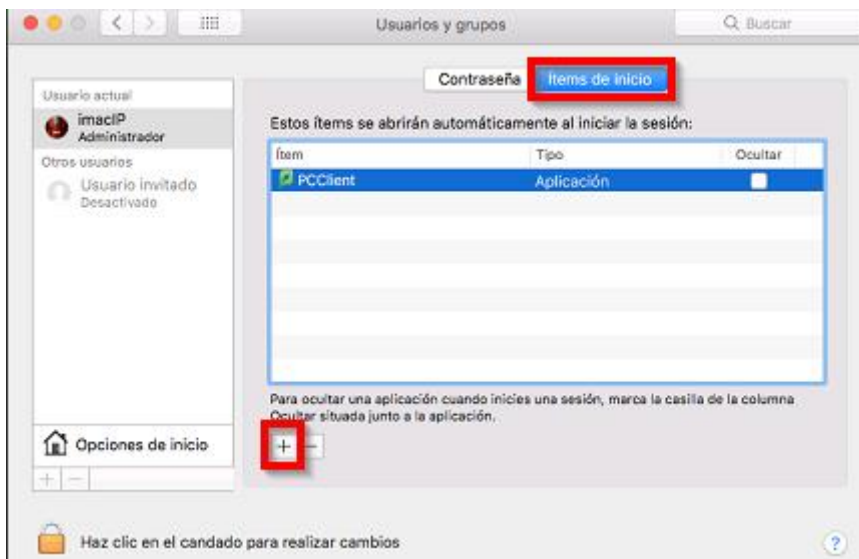 Usuarios y grupos
Buscar
Contraseña
Ítems de inicio
Usuario actual
imacIP
Administrador
Otros usuarios
Usuario invitado
Desactivado
Estos ítems se abrirán automáticamente al iniciar la sesión:
Ítem Tipo Ocultar
PCClient Aplicación
Para ocultar una aplicación cuando inicies una sesión, marca la casilla de la columna
Ocultar situada junto a la aplicación.
Opciones de inicio
+ −
+ −
Haz clic en el candado para realizar cambios
?